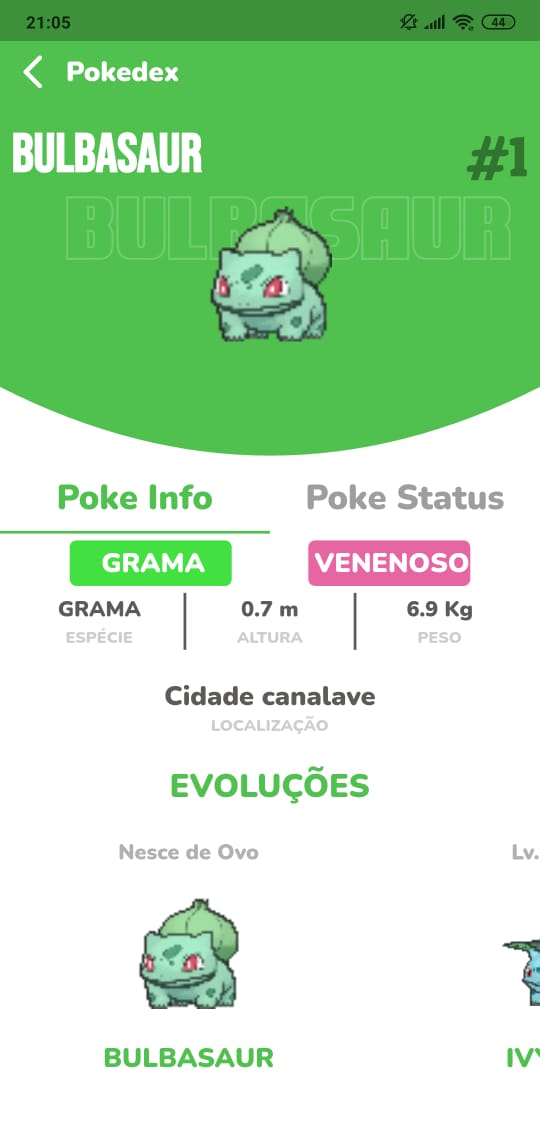 21:05
44
Pokedex
BULBASAUR
#1
BULBASAUR
Poke Info
Poke Status
GRAMA
VENENOSO
GRAMA
0.7 m
6.9 Kg
ESPÉCIE
ALTURA
PESO
Cidade canalave
LOCALIZAÇÃO
EVOLUÇÕES
Nesce de Ovo
Lv.
BULBASAUR
IVY